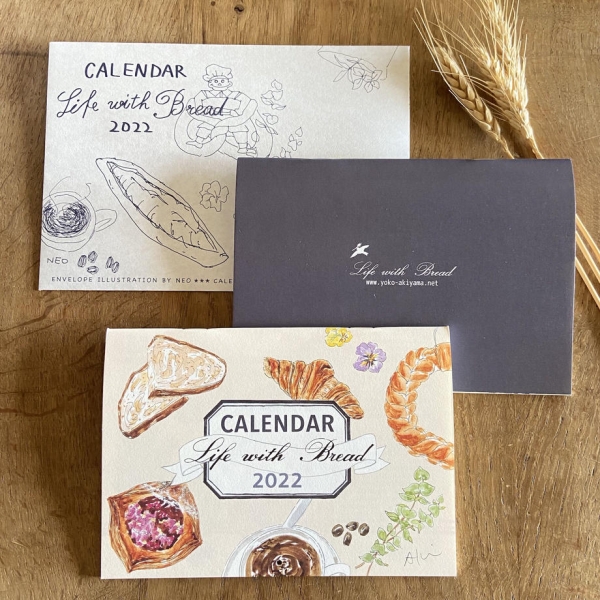 CALENDAR
Life with Bread
2022
NEO
ENVELOPE ILLUSTRATION BY NEO ★★★ CALE
Life with Bread
www.yoko-akiyama.net
CALENDAR
Life with Bread
2022